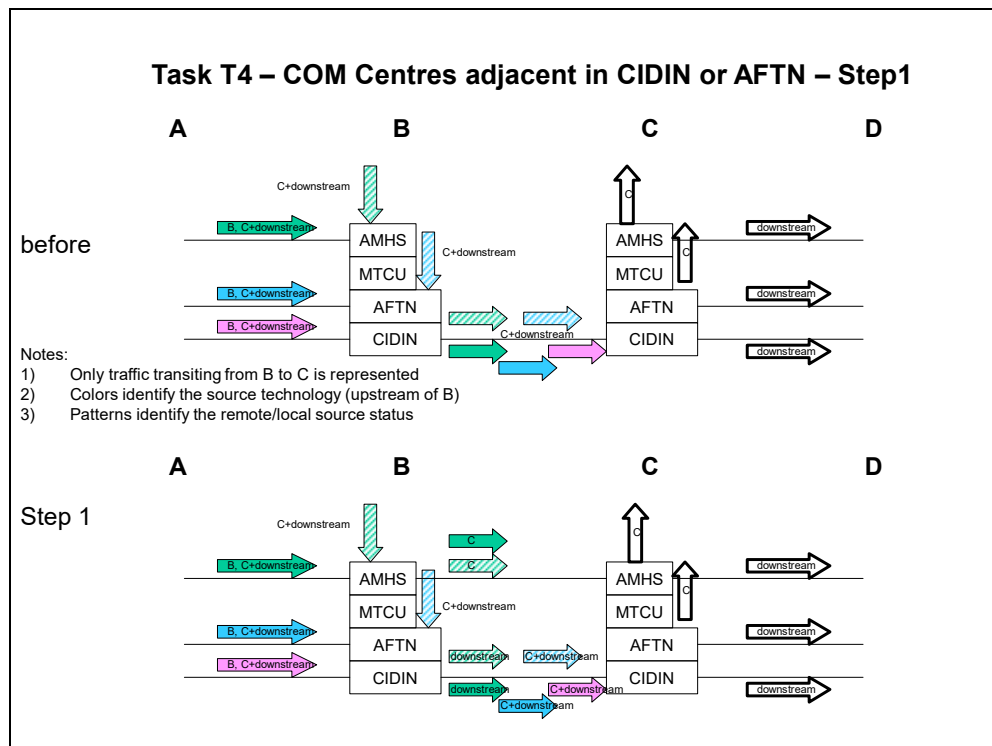 Task T4 – COM Centres adjacent in CIDIN or AFTN – Step1
A B C D
C+downstream
C
B, C+downstream
AMHS
C+downstream
AMHS
C
downstream
before
MTCU
MTCU
B, C+downstream
AFTN
AFTN
downstream
B, C+downstream
CIDIN
C+downstream
CIDIN
downstream
Notes:
1) Only traffic transiting from B to C is represented
2) Colors identify the source technology (upstream of B)
3) Patterns identify the remote/local source status
A B C D
Step 1
C+downstream
C
C
B, C+downstream
C
AMHS
AMHS
C
downstream
MTCU
C+downstream
MTCU
B, C+downstream
AFTN
AFTN
downstream
B, C+downstream
downstream
C+downstream
CIDIN
CIDIN
downstream
C+downstream
C+downstream
downstream